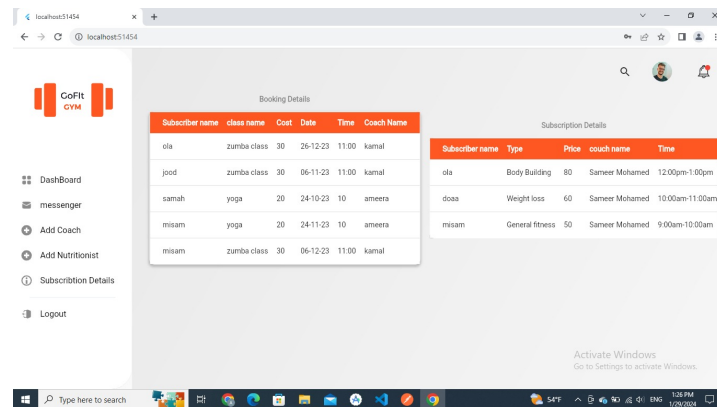 localhost:51454
localhost:51454
GoFIt
GYM
DashBoard
messenger
Add Coach
Add Nutritionist
Subscribtion Details
Logout
Booking Details
Subscriber name class name Cost Date Time Coach Name
ola zumba class 30 26-12-23 11:00 kamal
jood zumba class 30 06-11-23 11:00 kamal
samah yoga 20 24-10-23 10 ameera
misam yoga 20 24-11-23 10 ameera
misam zumba class 30 06-12-23 11:00 kamal
Subscription Details
Subscriber name Type Price couch name Time
ola Body Building 80 Sameer Mohamed 12:00pm-1:00pm
doaa Weight loss 60 Sameer Mohamed 10:00am-11:00am
misam General fitness 50 Sameer Mohamed 9:00am-10:00am
Activate Windows
Go to Settings to activate Windows.
Type here to search
54°F ENG 1:26 PM
1/29/2024